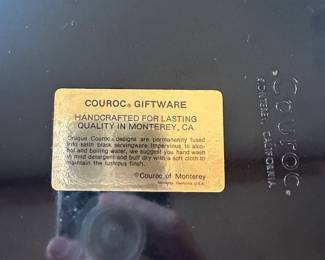 COUROC® GIFTWARE
HANDCRAFTED FOR LASTING
QUALITY IN MONTEREY, CA
Unique Couroc designs are permanently fused
into satin black servingware. Impervious to alco-
hol and boiling water, we suggest you hand wash
in mild detergent and buff dry with a soft cloth to
maintain the lustrous finish.
©Couroc of Monterey
Monterey, California U.S.A.
Couroc®
MONTEREY, CALIFORNIA